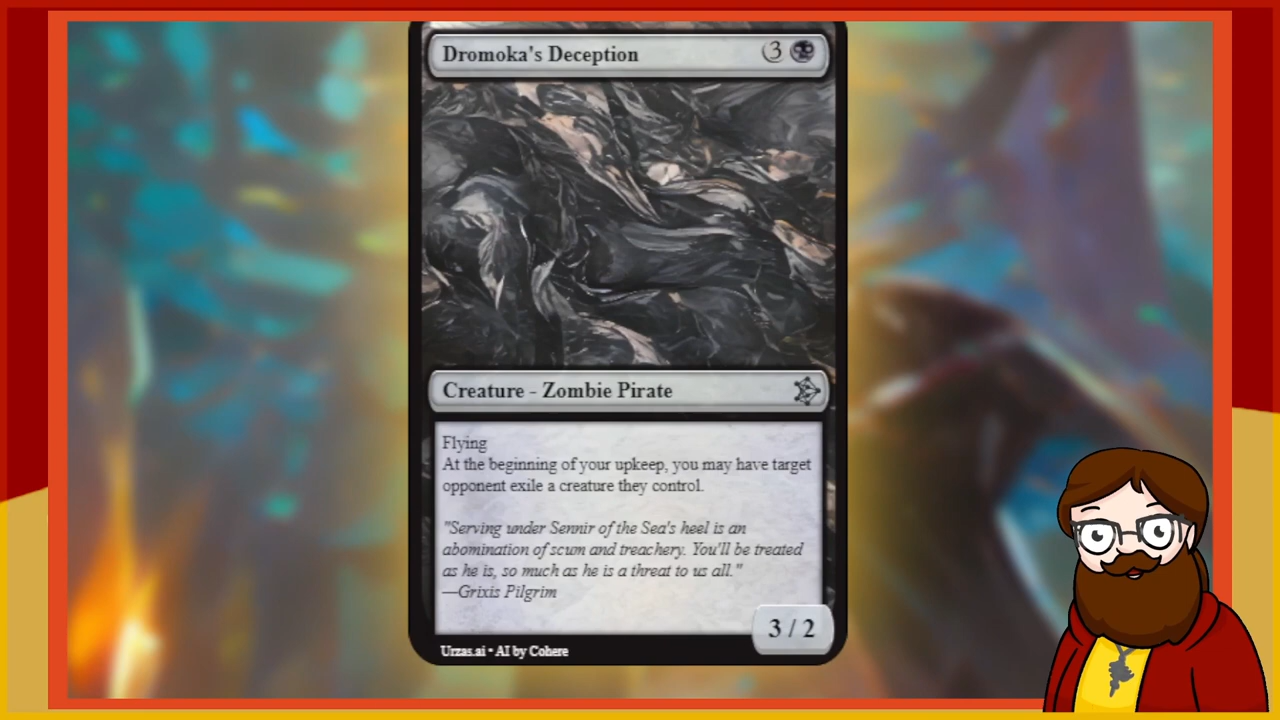 Dromoka's Deception 3
Creature - Zombie Pirate
Flying
At the beginning of your upkeep, you may have target
opponent exile a creature they control.
"Serving under Sennir of the Sea's heel is an
abomination of scum and treachery. You'll be treated
as he is, so much as he is a threat to us all."
—Grixis Pilgrim
3 / 2
Urzas.ai • AI by Cohere